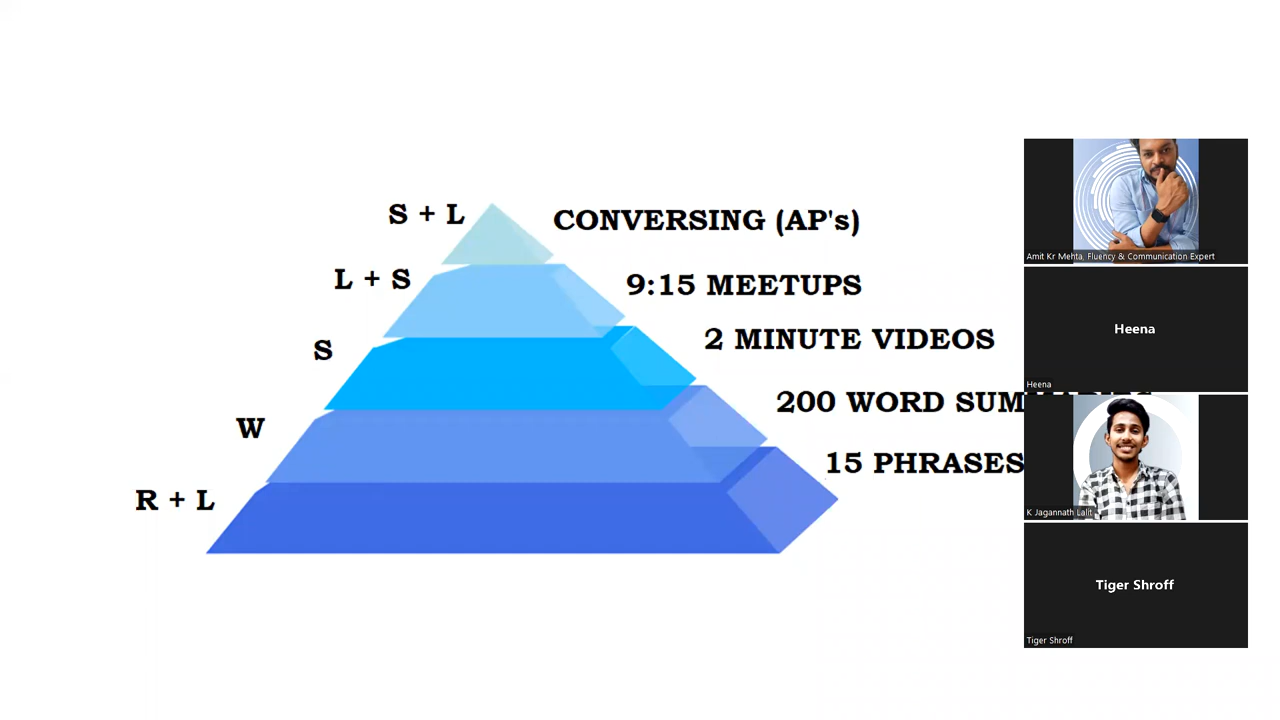 S + L
CONVERSING (AP's)
L + S
9:15 MEETUPS
S
2 MINUTE VIDEOS
W
200 WORD
R + L
15 PHRASES
Amit Kr Mehta, Fluency & Communication Expert
Heena
Heena
K Jagannath Lalit
Tiger Shroff
Tiger Shroff